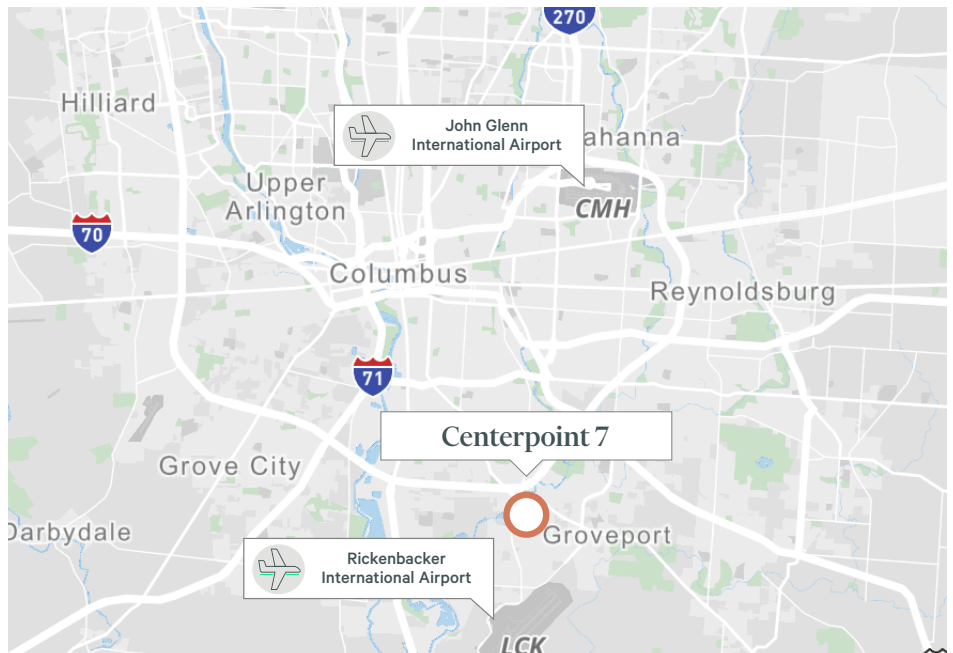 270
Hilliard
John Glenn
International Airport
ahanna
Upper
Arlington
CMH
70
Columbus
Reynoldsburg
71
Centerpoint 7
Grove City
Darbydale
Groveport
Rickenbacker
International Airport
LCK